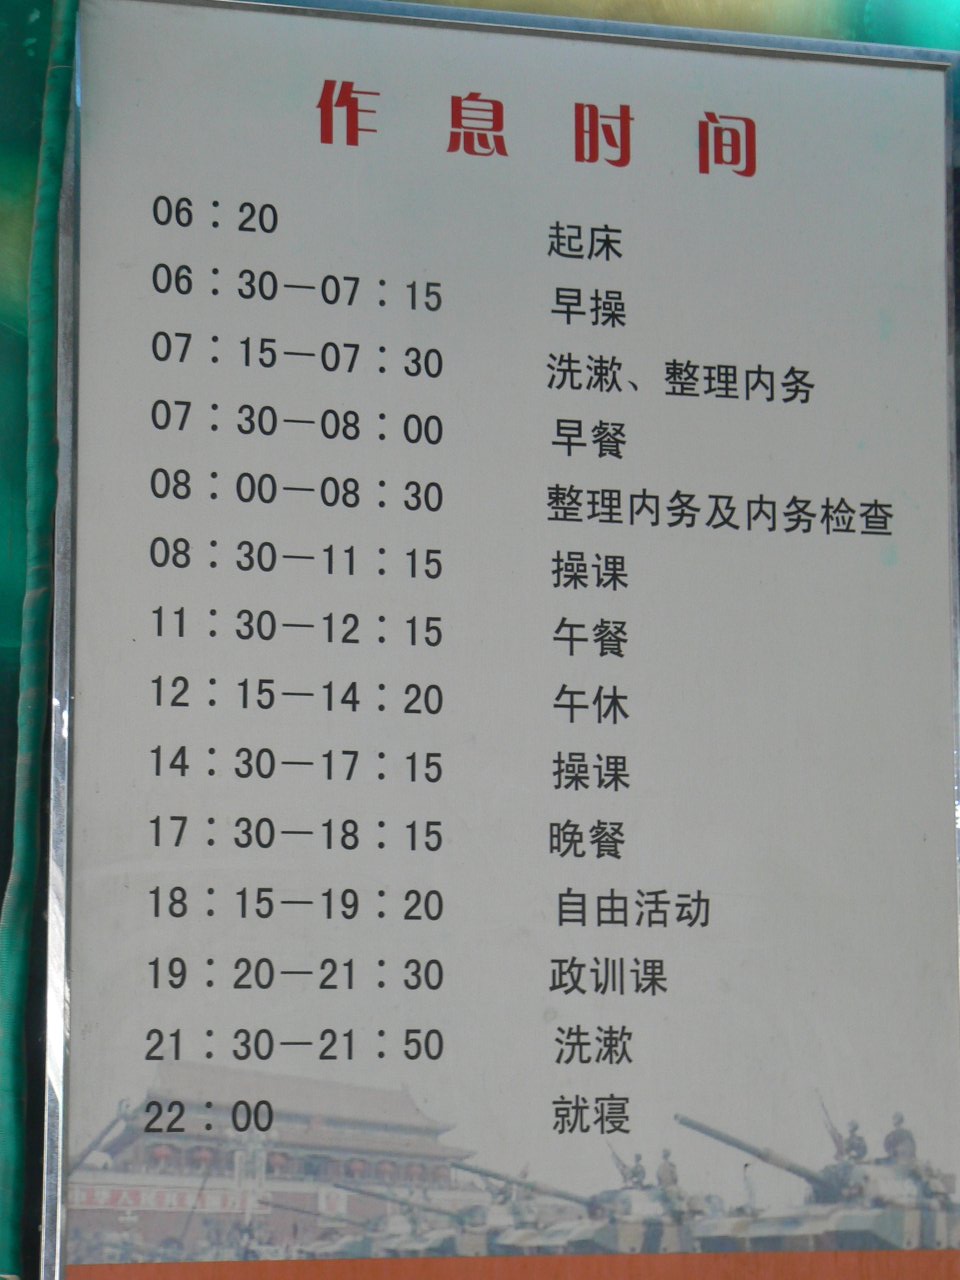 作息时间
06：20 起床
06：30－07：15 早操
07：15－07：30 洗漱、整理内务
07：30－08：00 早餐
08：00－08：30 整理内务及内务检查
08：30－11：15 操课
11：30－12：15 午餐
12：15－14：20 午休
14：30－17：15 操课
17：30－18：15 晚餐
18：15－19：20 自由活动
19：20－21：30 政训课
21：30－21：50 洗漱
22：00 就寝